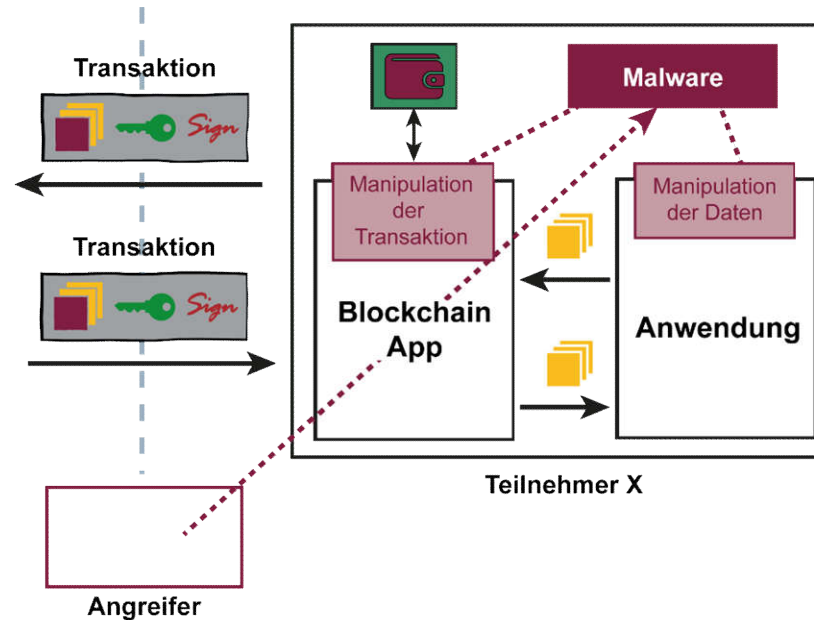 Transaktion
Sign
Transaktion
Sign
Malware
Manipulation
der
Transaktion
Manipulation
der Daten
Blockchain
App
Anwendung
Teilnehmer X
Angreifer